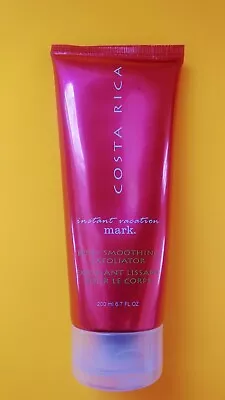 COSTA RICA
instant vacation
mark.
BODY SMOOTHING
EXFOLIATOR
EXFOLIANT LISSANT
POUR LE CORPS
200 ml 6.7 FL OZ